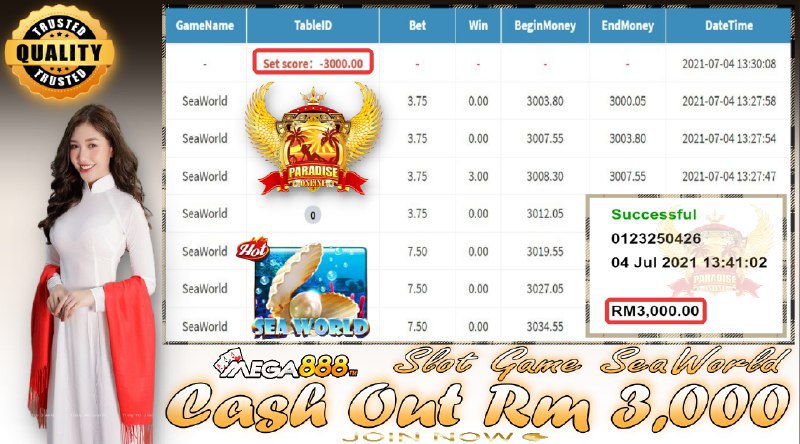 TRUSTED
QUALITY
TRUSTED
GameName TableID Bet Win BeginMoney EndMoney DateTime
- Set score: -3000.00 - - - - 2021-07-04 13:30:08
SeaWorld 3.75 0.00 3003.80 3000.05 2021-07-04 13:27:58
SeaWorld 3.75 0.00 3007.55 3003.80 2021-07-04 13:27:54
SeaWorld 3.75 3.00 3008.30 3007.55 2021-07-04 13:27:47
PARADISE
ONLINE
SeaWorld 0 3.75 0.00 3012.05
SeaWorld 7.50 0.00 3019.55
SeaWorld 7.50 0.00 3027.05
SeaWorld 7.50 0.00 3034.55
Hot
SEA WORLD
Successful
0123250426
04 Jul 2021 13:41:02
PARADISE
RM3,000.00
MEGA888 TM Slot Game SeaWorld
Cash Out Rm 3,000
JOIN NOW